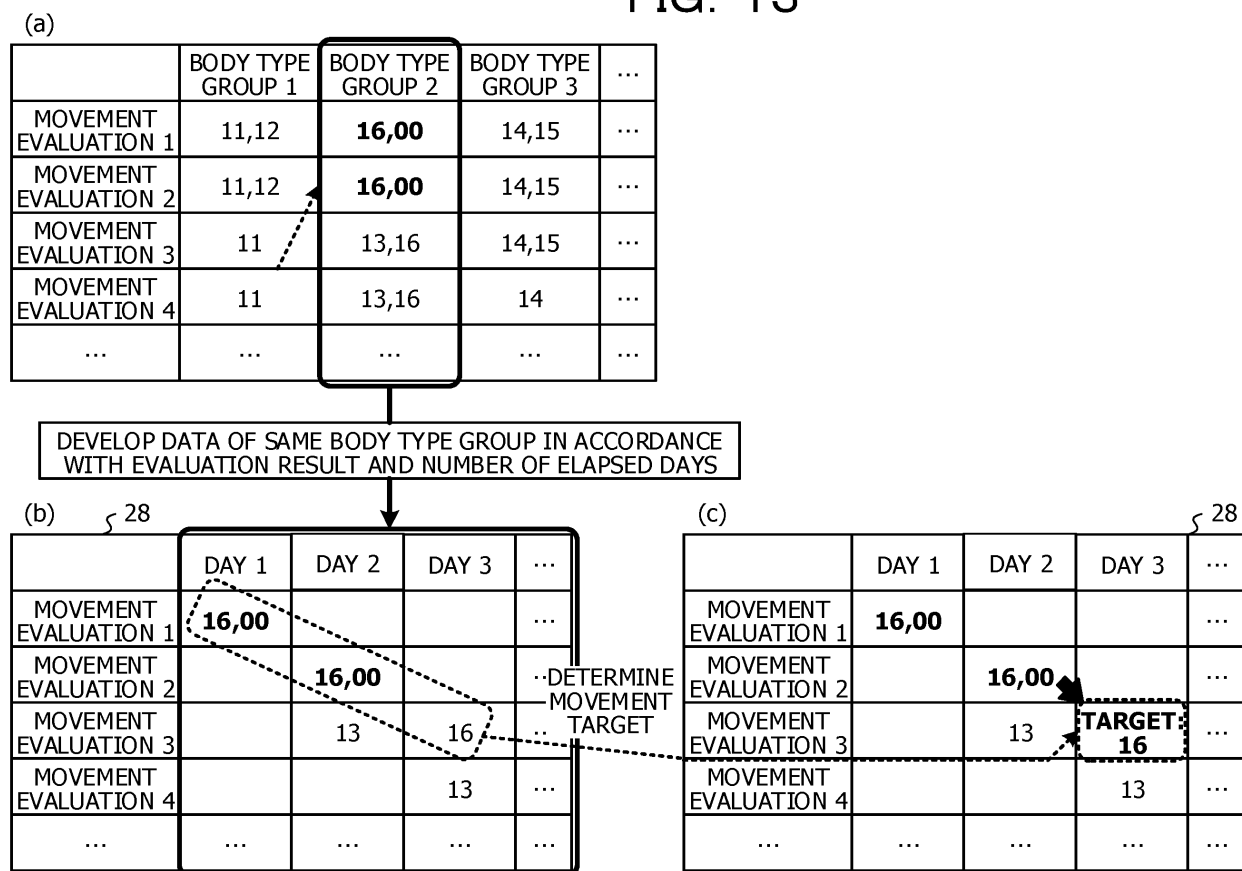 FIG. 13
(a)
BODY TYPE GROUP 1 BODY TYPE GROUP 2 BODY TYPE GROUP 3 ...
MOVEMENT EVALUATION 1 11,12 16,00 14,15 ...
MOVEMENT EVALUATION 2 11,12 16,00 14,15 ...
MOVEMENT EVALUATION 3 11 13,16 14,15 ...
MOVEMENT EVALUATION 4 11 13,16 14 ...
... ... ... ... ...
DEVELOP DATA OF SAME BODY TYPE GROUP IN ACCORDANCE
WITH EVALUATION RESULT AND NUMBER OF ELAPSED DAYS
(b) 28
DAY 1 DAY 2 DAY 3 ...
MOVEMENT EVALUATION 1 16,00 ...
MOVEMENT EVALUATION 2 16,00 ...
MOVEMENT EVALUATION 3 13 16 ...
MOVEMENT EVALUATION 4 13 ...
... ... ... ... ...
DETERMINE
MOVEMENT
TARGET
(c) 28
DAY 1 DAY 2 DAY 3 ...
MOVEMENT EVALUATION 1 16,00 ...
MOVEMENT EVALUATION 2 16,00 ...
MOVEMENT EVALUATION 3 13 TARGET: 16 ...
MOVEMENT EVALUATION 4 13 ...
... ... ... ... ...